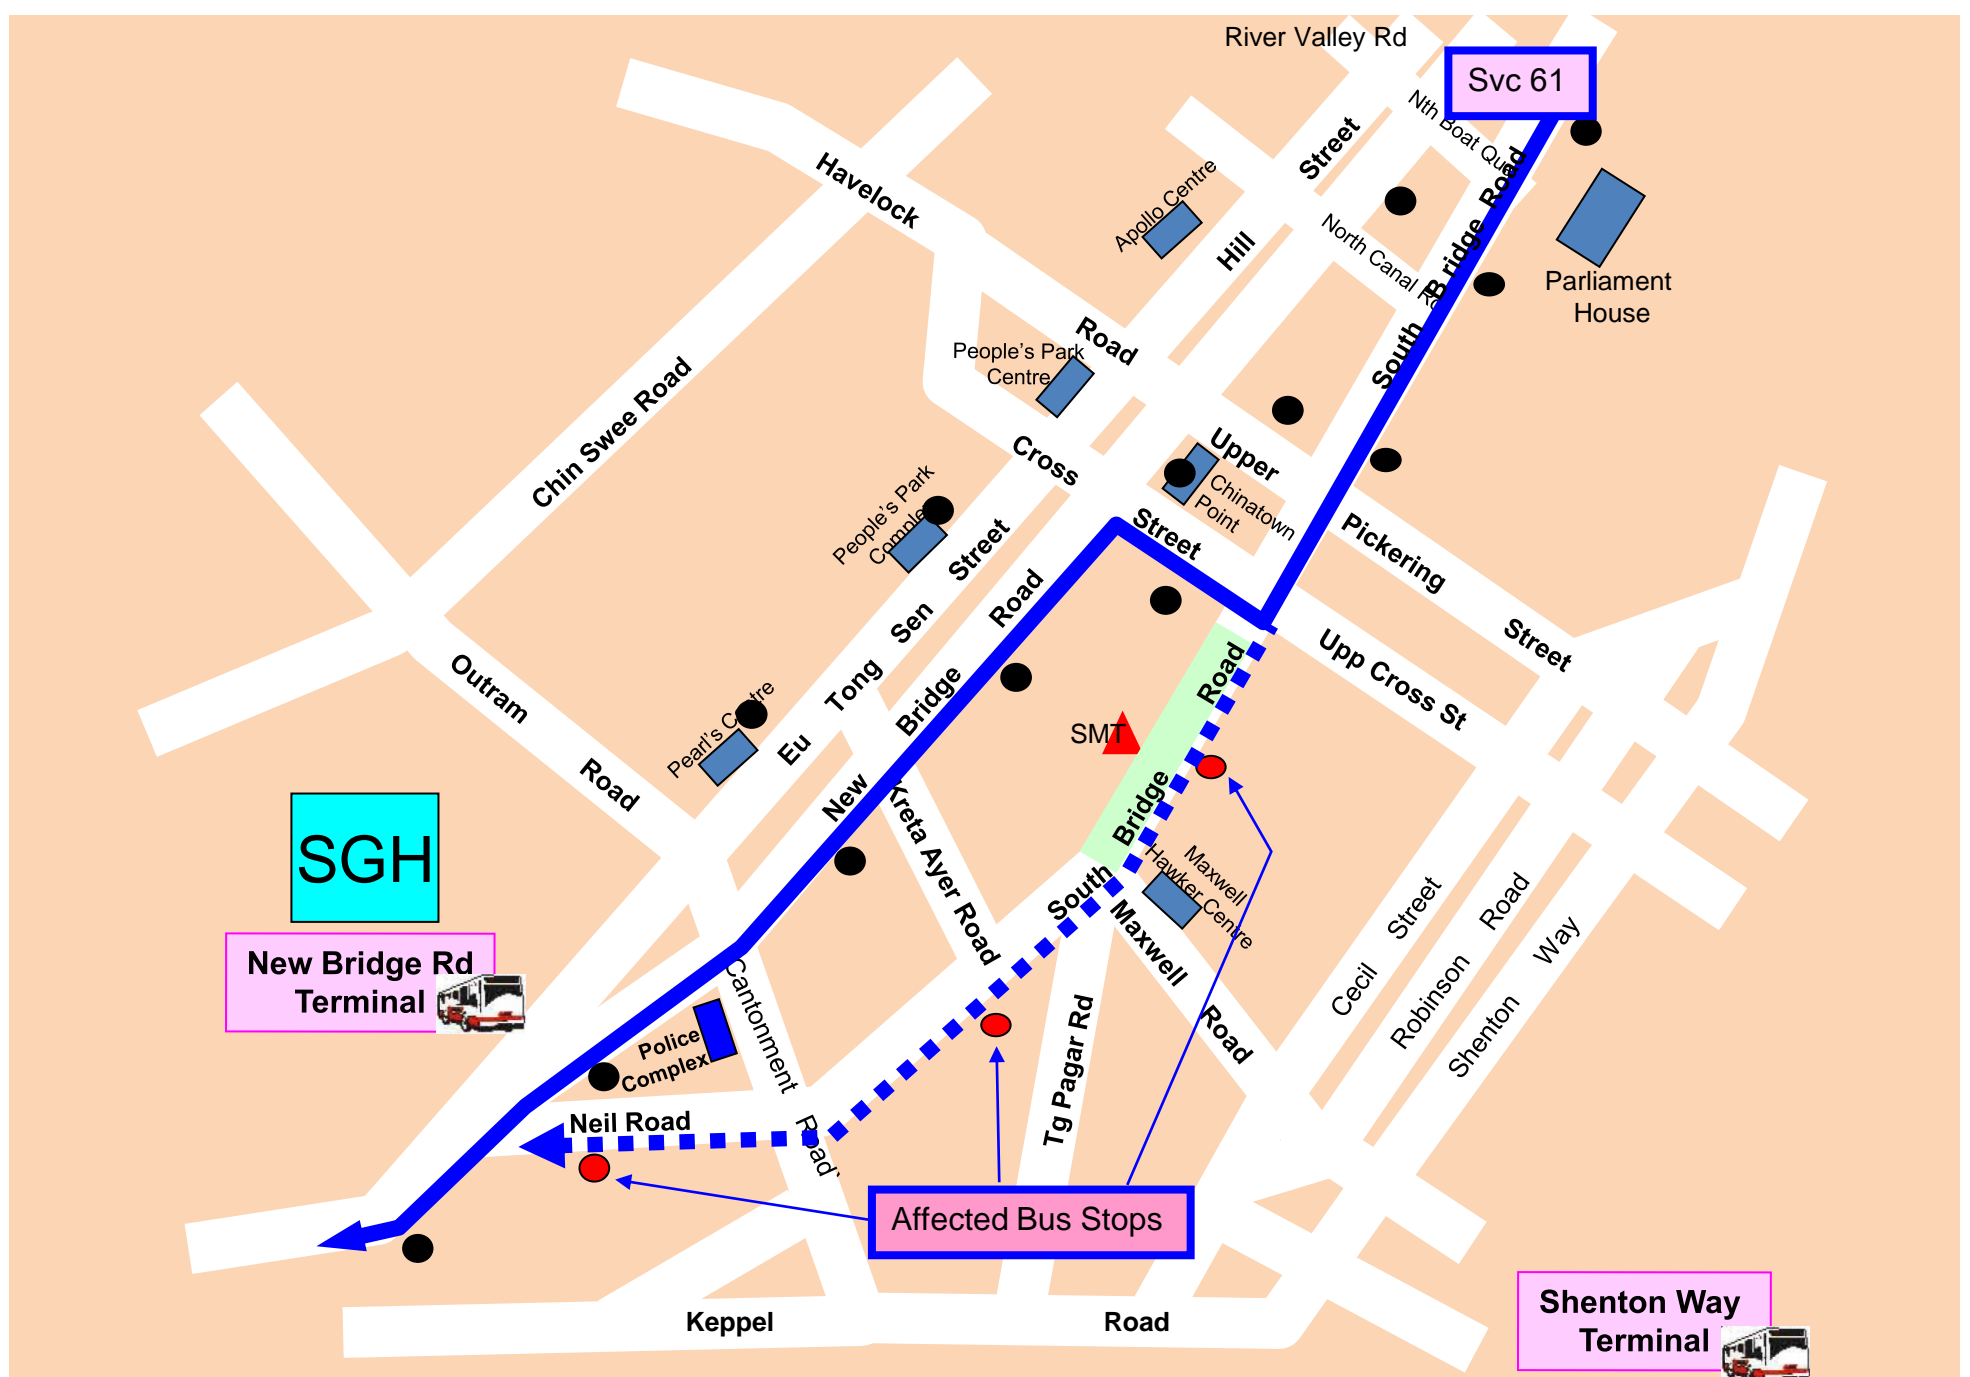 River Valley Rd
Svc 61
Nth Boat Quay
Hill Street
South Bridge Road
Havelock Road
Apollo Centre
North Canal Rd
Parliament
House
People's Park
Centre
Chin Swee Road
Cross Street
Upper Pickering Street
Chinatown
Point
People's Park
Complex
Eu Tong Sen Street
New Bridge Road
Upp Cross St
Outram Road
Pearl's Centre
SMT
South Bridge Road
Kreta Ayer Road
Maxwell
Hawker Centre
Maxwell Road
SGH
New Bridge Rd
Terminal
Cecil Street
Robinson Road
Shenton Way
Police
Complex
Cantonment Road`
Tg Pagar Rd
Neil Road
Affected Bus Stops
Keppel Road
Shenton Way
Terminal